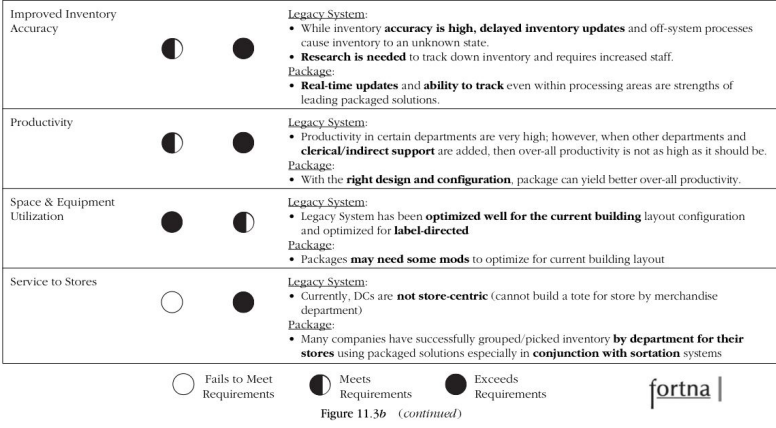 Improved Inventory
Accuracy
Legacy System:
• While inventory accuracy is high, delayed inventory updates and off-system processes
cause inventory to an unknown state.
• Research is needed to track down inventory and requires increased staff.
Package:
• Real-time updates and ability to track even within processing areas are strengths of
leading packaged solutions.
Productivity
Legacy System:
• Productivity in certain departments are very high; however, when other departments and
clerical/indirect support are added, then over-all productivity is not as high as it should be.
Package:
• With the right design and configuration, package can yield better over-all productivity.
Space & Equipment
Utilization
Legacy System:
• Legacy System has been optimized well for the current building layout configuration
and optimized for label-directed
Package:
• Packages may need some mods to optimize for current building layout
Service to Stores
Legacy System:
• Currently, DCs are not store-centric (cannot build a tote for store by merchandise
department)
Package:
• Many companies have successfully grouped/picked inventory by department for their
stores using packaged solutions especially in conjunction with sortation systems
Fails to Meet
Requirements
Meets
Requirements
Exceeds
Requirements
fortna
Figure 11.3b (continued)